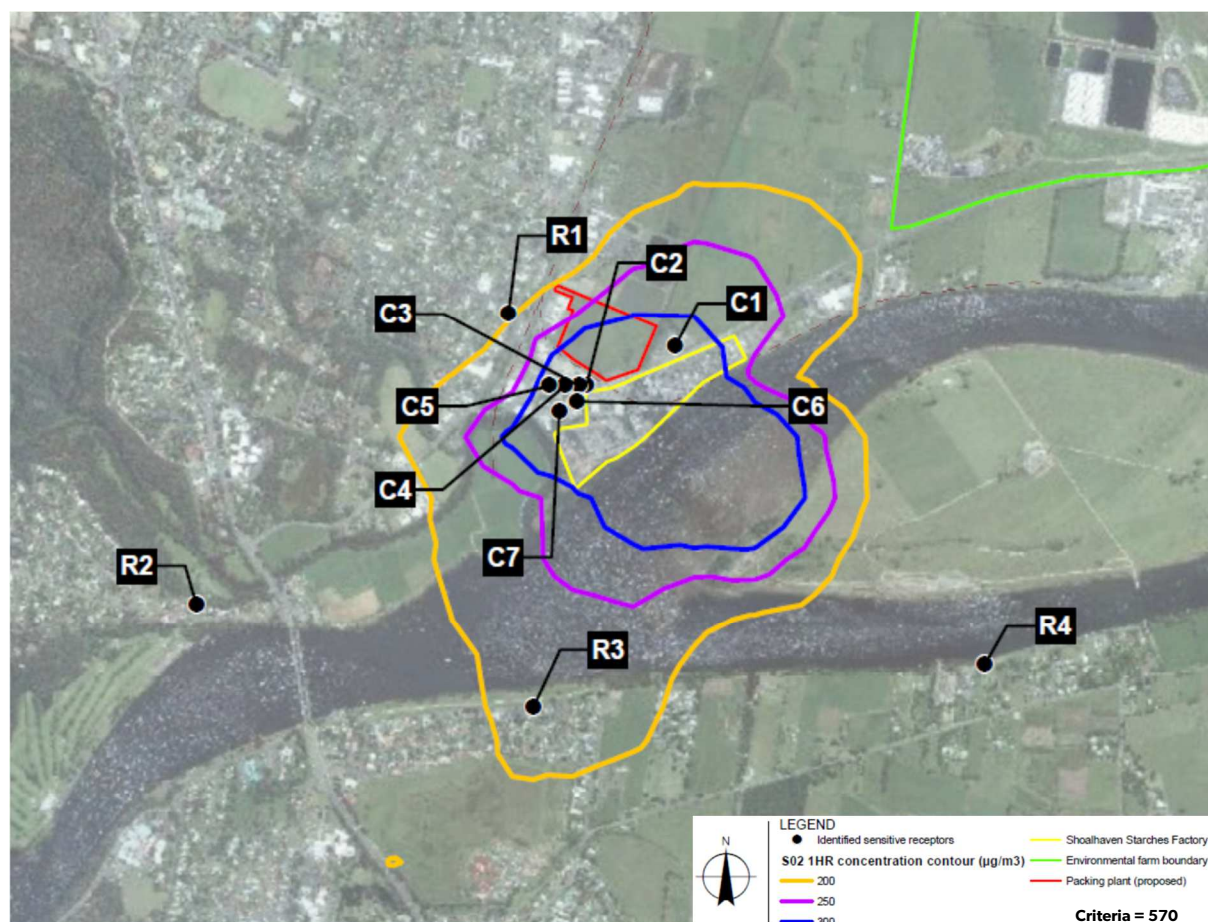 R1
C2
C3
C1
C5
C6
C4
C7
R2
R3
R4
N
LEGEND
Identified sensitive receptors
S02 1HR concentration contour (µg/m3)
200
250
300
Shoalhaven Starches Factory
Environmental farm boundary
Packing plant (proposed)
Criteria = 570